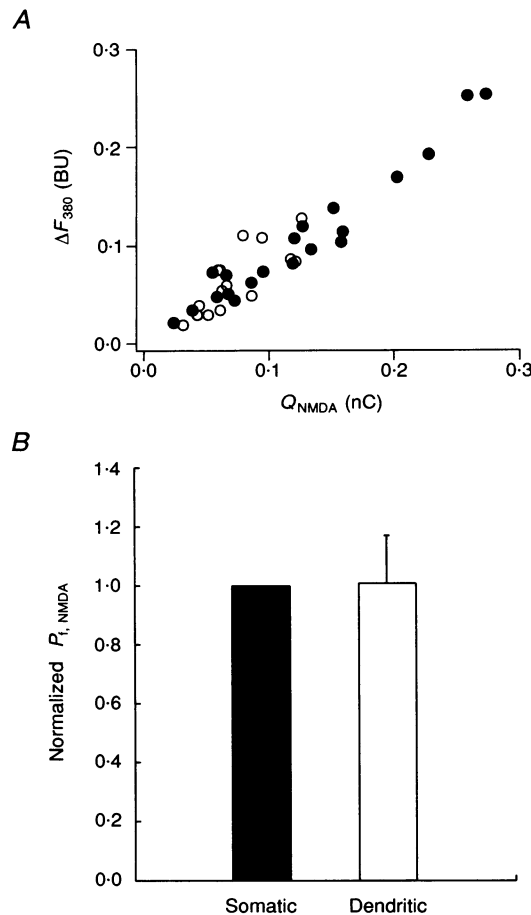 A
0·3
0·2
0·1
0·0
ΔF380 (BU)
0·0 0·1 0·2 0·3
QNMDA (nC)
B
1·4
1·2
1·0
0·8
0·6
0·4
0·2
0·0
Normalized Pf, NMDA
Somatic Dendritic